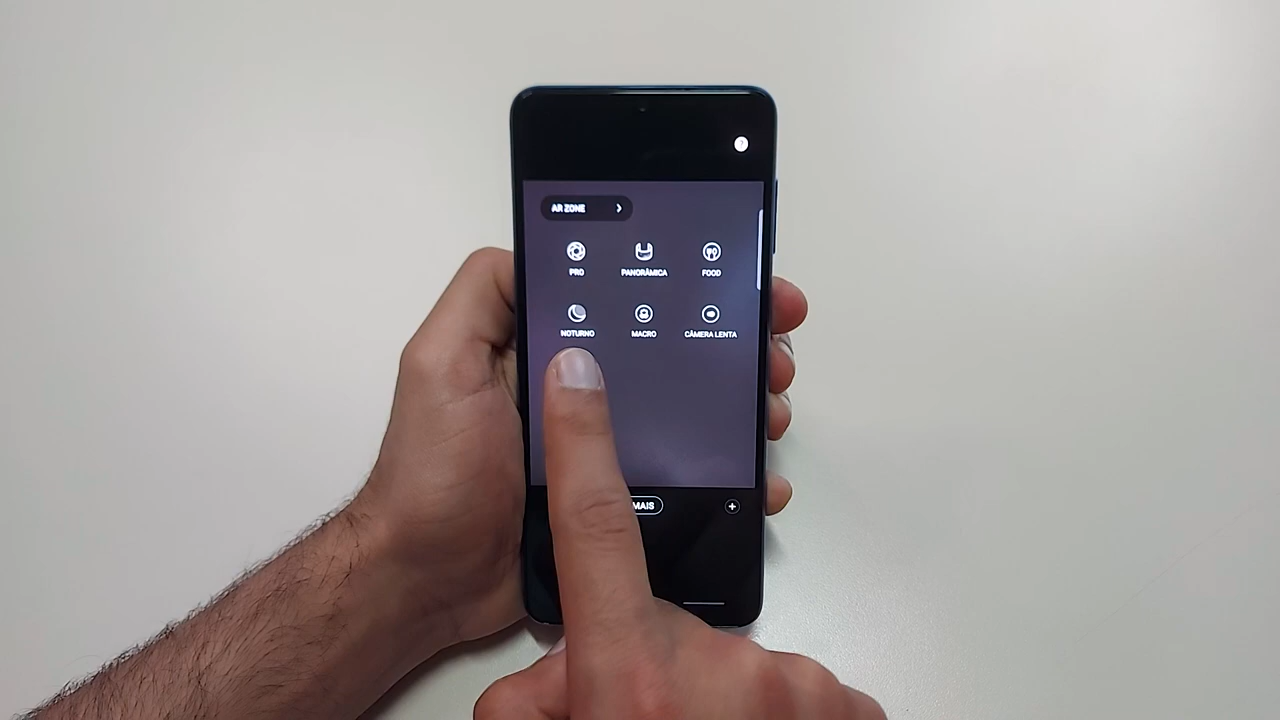 AR ZONE
PRO PANORÂMICA FOOD
NOTURNO MACRO CÂMERA LENTA
MAIS